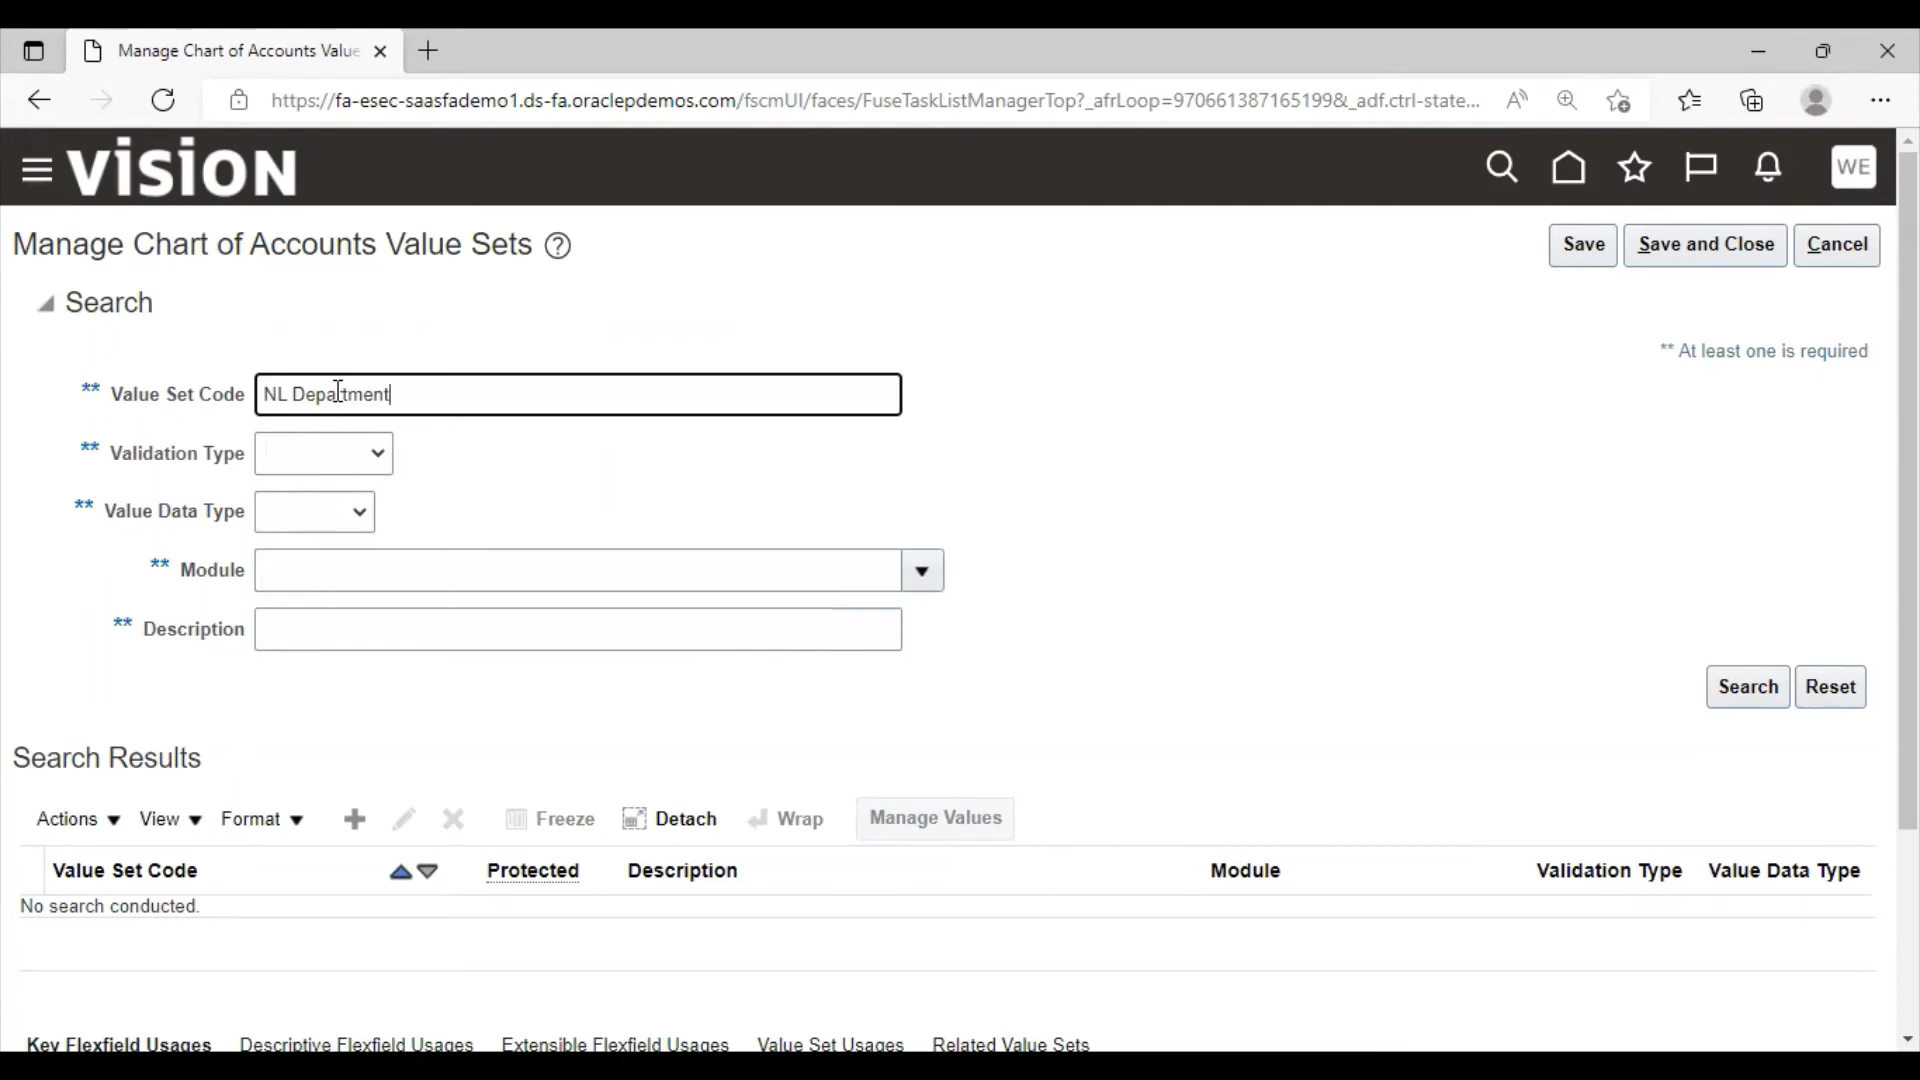 Manage Chart of Accounts Value
https://fa-esec-saasfademo1.ds-fa.oraclepdemos.com/fscmUI/faces/FuseTaskListManagerTop?_afrLoop=970661387165199&_adf.ctrl-state...
VISION
WE
Manage Chart of Accounts Value Sets
Save Save and Close Cancel
Search
** At least one is required
** Value Set Code NL Department
** Validation Type
** Value Data Type
** Module
** Description
Search Reset
Search Results
Actions View Format Freeze Detach Wrap Manage Values
Value Set Code Protected Description Module Validation Type Value Data Type
No search conducted.
Key Flexfield Usages Descriptive Flexfield Usages Extensible Flexfield Usages Value Set Usages Related Value Sets